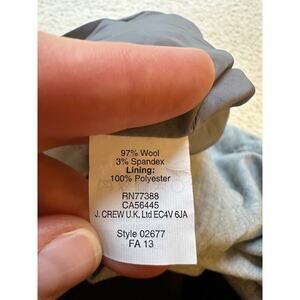 97% Wool
3% Spandex
Lining:
100% Polyester
RN77388
CA56445
J. CREW U.K. Ltd EC4V 6JA
Style 02677
FA 13